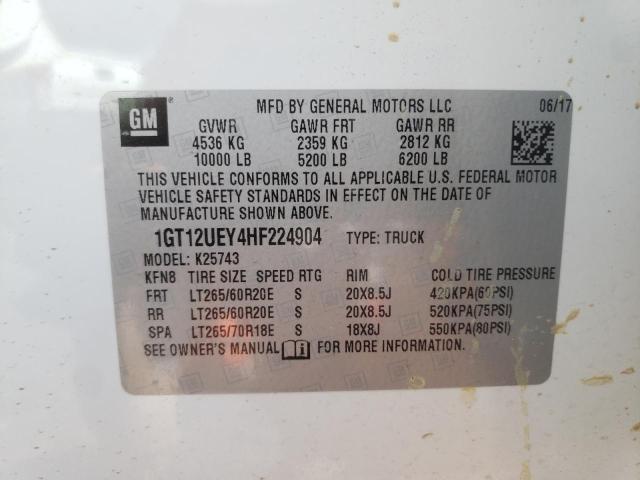 GM ® MFD BY GENERAL MOTORS LLC 06/17
GVWR GAWR FRT GAWR RR
4536 KG 2359 KG 2812 KG
10000 LB 5200 LB 6200 LB
THIS VEHICLE CONFORMS TO ALL APPLICABLE U.S. FEDERAL MOTOR
VEHICLE SAFETY STANDARDS IN EFFECT ON THE DATE OF
MANUFACTURE SHOWN ABOVE.
1GT12UEY4HF224904 TYPE: TRUCK
MODEL: K25743
KFN8 TIRE SIZE SPEED RTG RIM COLD TIRE PRESSURE
FRT LT265/60R20E S 20X8.5J 420KPA(60PSI)
RR LT265/60R20E S 20X8.5J 520KPA(75PSI)
SPA LT265/70R18E S 18X8J 550KPA(80PSI)
SEE OWNER'S MANUAL FOR MORE INFORMATION.